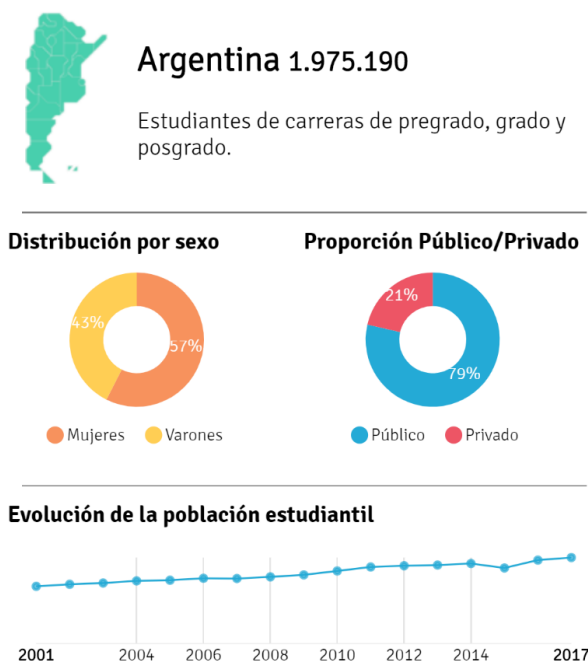 Argentina 1.975.190
Estudiantes de carreras de pregrado, grado y
posgrado.
Distribución por sexo
Proporción Público/Privado
43%
57%
21%
79%
Mujeres Varones
Público Privado
Evolución de la población estudiantil
2001 2004 2006 2008 2010 2012 2014 2017